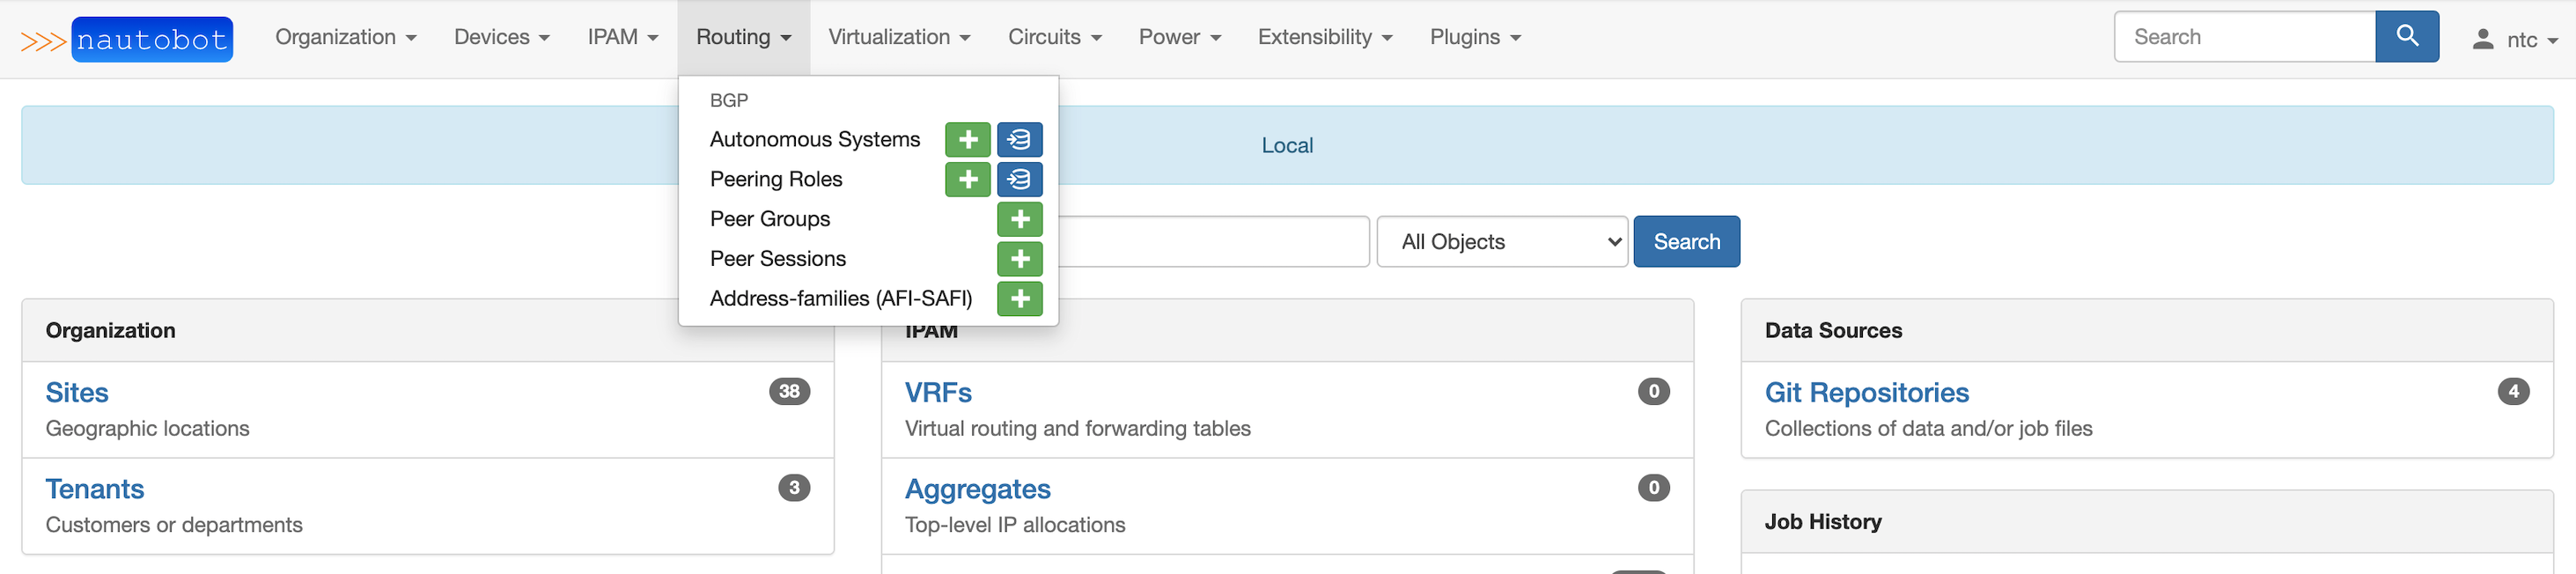 >>> nautobot Organization Devices IPAM Routing Virtualization Circuits Power Extensibility Plugins Search ntc
BGP
Autonomous Systems
Peering Roles
Peer Groups
Peer Sessions
Address-families (AFI-SAFI)
Local
All Objects Search
Organization
Sites 38
Geographic locations
Tenants 3
Customers or departments
IPAM
VRFs 0
Virtual routing and forwarding tables
Aggregates 0
Top-level IP allocations
Data Sources
Git Repositories 4
Collections of data and/or job files
Job History